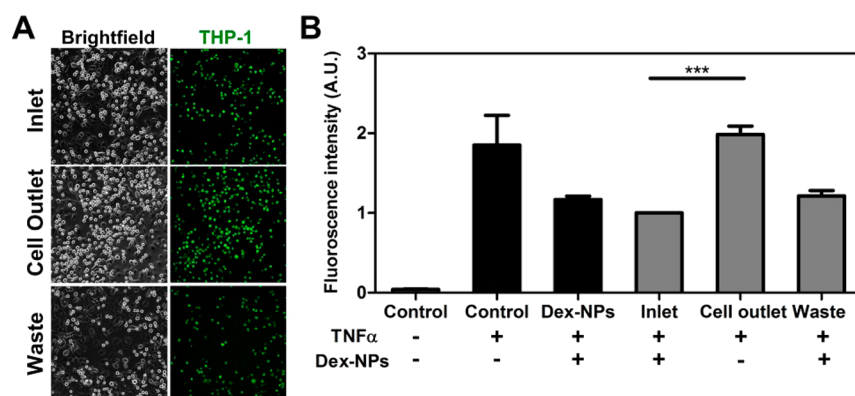 A
Brightfield THP-1
Inlet
Cell Outlet
Waste
B
Fluoroscence intensity (A.U.)
3
2
1
0
***
Control Control Dex-NPs Inlet Cell outlet Waste
TNFα - + + + + +
Dex-NPs - - + + - +